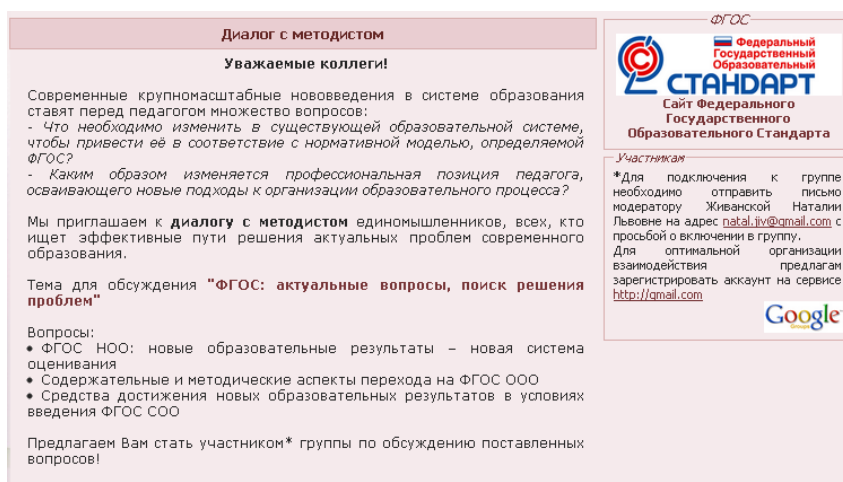 Диалог с методистом
Уважаемые коллеги!
Современные крупномасштабные нововведения в системе образования
ставят перед педагогом множество вопросов:
- Что необходимо изменить в существующей образовательной системе,
чтобы привести её в соответствие с нормативной моделью, определяемой
ФГОС?
- Каким образом изменяется профессиональная позиция педагога,
осваивающего новые подходы к организации образовательного процесса?
Мы приглашаем к диалогу с методистом единомышленников, всех, кто
ищет эффективные пути решения актуальных проблем современного
образования.
Тема для обсуждения "ФГОС: актуальные вопросы, поиск решения
проблем"
Вопросы:
• ФГОС НОО: новые образовательные результаты – новая система
оценивания
• Содержательные и методические аспекты перехода на ФГОС ООО
• Средства достижения новых образовательных результатов в условиях
введения ФГОС СОО
Предлагаем Вам стать участником* группы по обсуждению поставленных
вопросов!
ФГОС
Федеральный
Государственный
Образовательный
СТАНДАРТ
Сайт Федерального
Государственного
Образовательного Стандарта
Участникам
*Для подключения к группе
необходимо отправить письмо
модератору Живанской Наталии
Львовне на адрес natal.jiv@gmail.com с
просьбой о включении в группу.
Для оптимальной организации
взаимодействия предлагам
зарегистрировать аккаунт на сервисе
http://gmail.com
Google